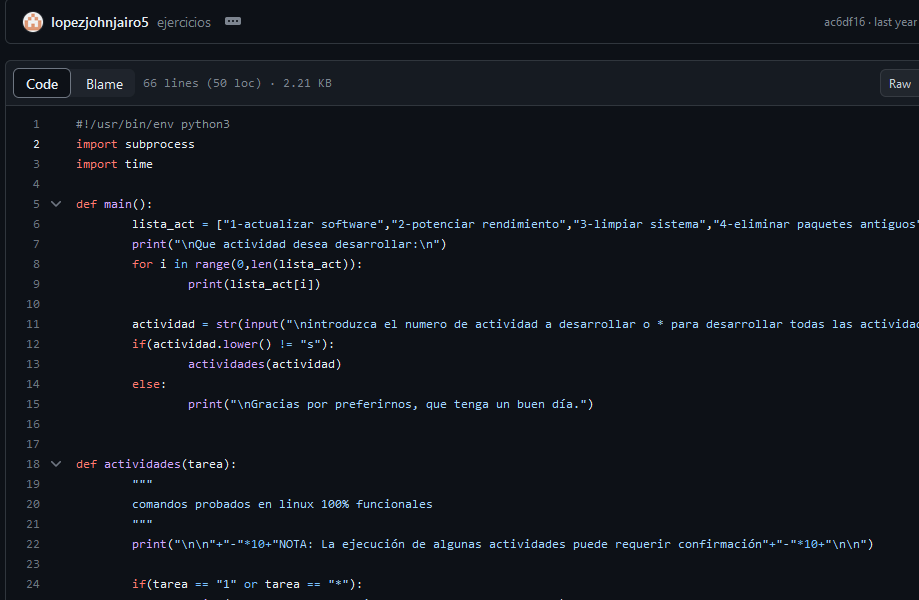 lopezjohnjairo5 ejercicios ac6df16 · last year
Code Blame 66 lines (50 loc) · 2.21 KB Raw
1 #!/usr/bin/env python3
2 import subprocess
3 import time
4
5 def main():
6 lista_act = ["1-actualizar software","2-potenciar rendimiento","3-limpiar sistema","4-eliminar paquetes antiguos"
7 print("\nQue actividad desea desarrollar:\n")
8 for i in range(0,len(lista_act)):
9 print(lista_act[i])
10
11 actividad = str(input("\nintroduzca el numero de actividad a desarrollar o * para desarrollar todas las activida
12 if(actividad.lower() != "s"):
13 actividades(actividad)
14 else:
15 print("\nGracias por preferirnos, que tenga un buen día.")
16
17
18 def actividades(tarea):
19 """
20 comandos probados en linux 100% funcionales
21 """
22 print("\n\n"+"-"*10+"NOTA: La ejecución de algunas actividades puede requerir confirmación"+"-"*10+"\n\n")
23
24 if(tarea == "1" or tarea == "*"):